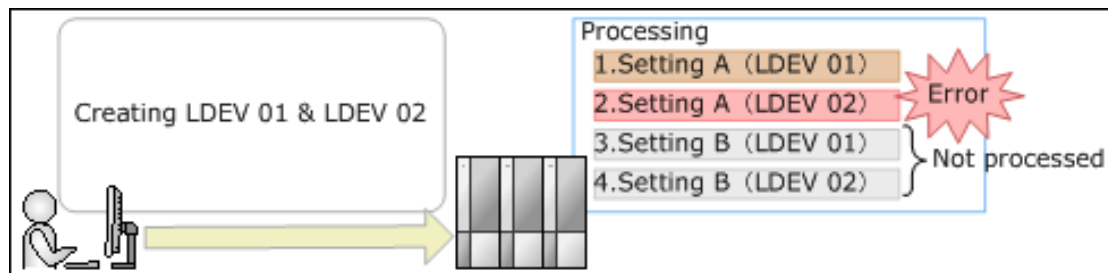 Processing
Creating LDEV 01 & LDEV 02
1.Setting A (LDEV 01)
2.Setting A (LDEV 02)
Error
3.Setting B (LDEV 01)
4.Setting B (LDEV 02)
Not processed